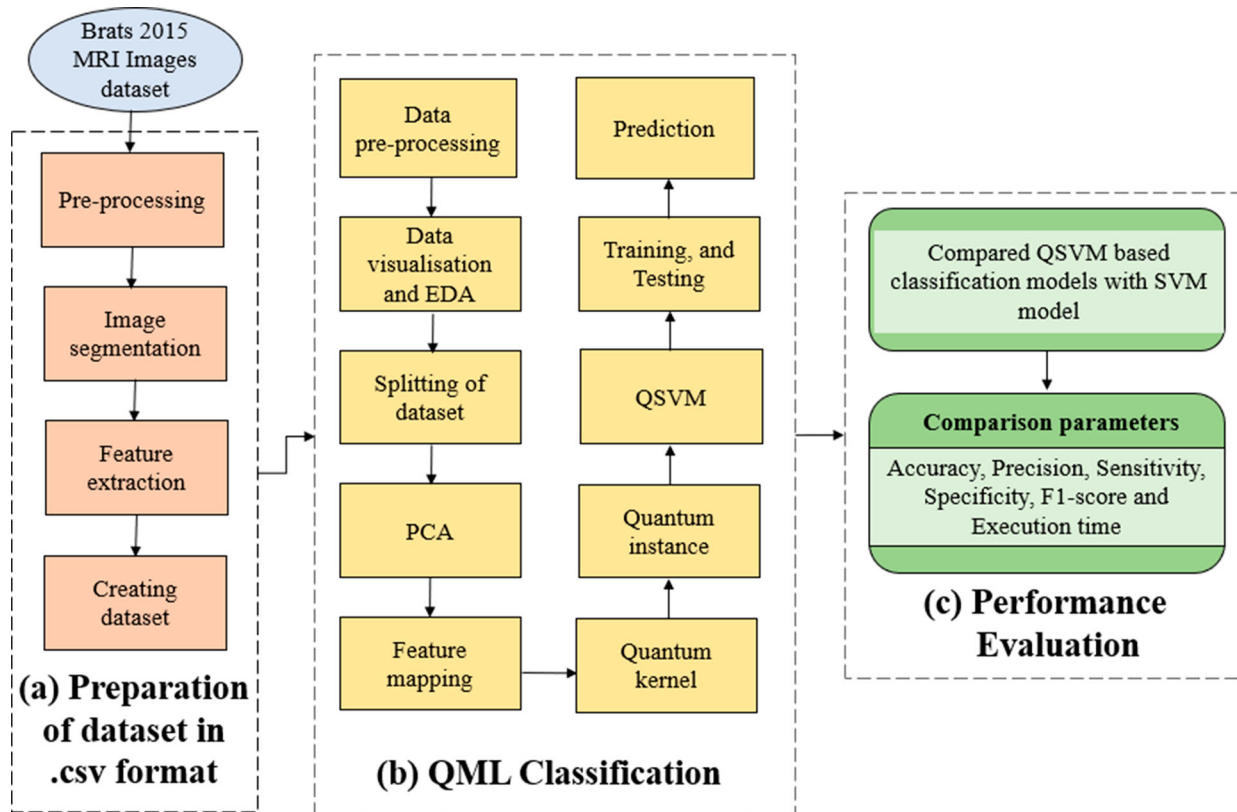 Brats 2015
MRI Images
dataset
Pre-processing
Image
segmentation
Feature
extraction
Creating
dataset
(a) Preparation
of dataset in
.csv format
Data
pre-processing
Data
visualisation
and EDA
Splitting of
dataset
PCA
Feature
mapping
Quantum
kernel
Quantum
instance
QSVM
Training, and
Testing
Prediction
(b) QML Classification
Compared QSVM based
classification models with SVM
model
Comparison parameters
Accuracy, Precision, Sensitivity,
Specificity, F1-score and
Execution time
(c) Performance
Evaluation